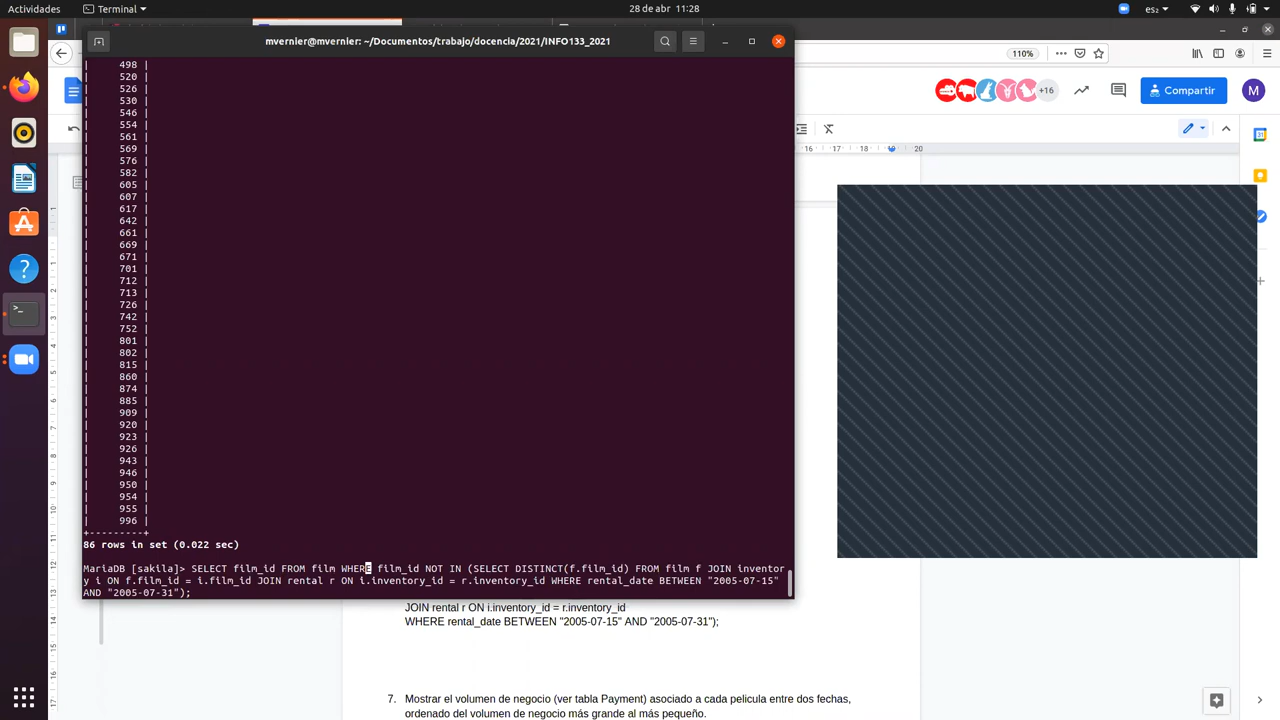 Actividades
Terminal
28 de abr 11:28
es₂
mvernier@mvernier: ~/Documentos/trabajo/docencia/2021/INFO133_2021
110%
+16
Compartir
M
16 17 18 19 20
| 498 |
| 520 |
| 526 |
| 530 |
| 546 |
| 554 |
| 561 |
| 569 |
| 576 |
| 582 |
| 605 |
| 607 |
| 617 |
| 642 |
| 661 |
| 669 |
| 671 |
| 701 |
| 712 |
| 713 |
| 726 |
| 742 |
| 752 |
| 801 |
| 802 |
| 815 |
| 860 |
| 874 |
| 885 |
| 909 |
| 920 |
| 923 |
| 926 |
| 943 |
| 946 |
| 950 |
| 954 |
| 955 |
| 996 |
+---------+
86 rows in set (0.022 sec)
MariaDB [sakila]> SELECT film_id FROM film WHERE film_id NOT IN (SELECT DISTINCT(f.film_id) FROM film f JOIN inventor
y i ON f.film_id = i.film_id JOIN rental r ON i.inventory_id = r.inventory_id WHERE rental_date BETWEEN "2005-07-15"
AND "2005-07-31");
JOIN rental r ON i.inventory_id = r.inventory_id
WHERE rental_date BETWEEN "2005-07-15" AND "2005-07-31");
7. Mostrar el volumen de negocio (ver tabla Payment) asociado a cada pelicula entre dos fechas,
ordenado del volumen de negocio más grande al más pequeño.